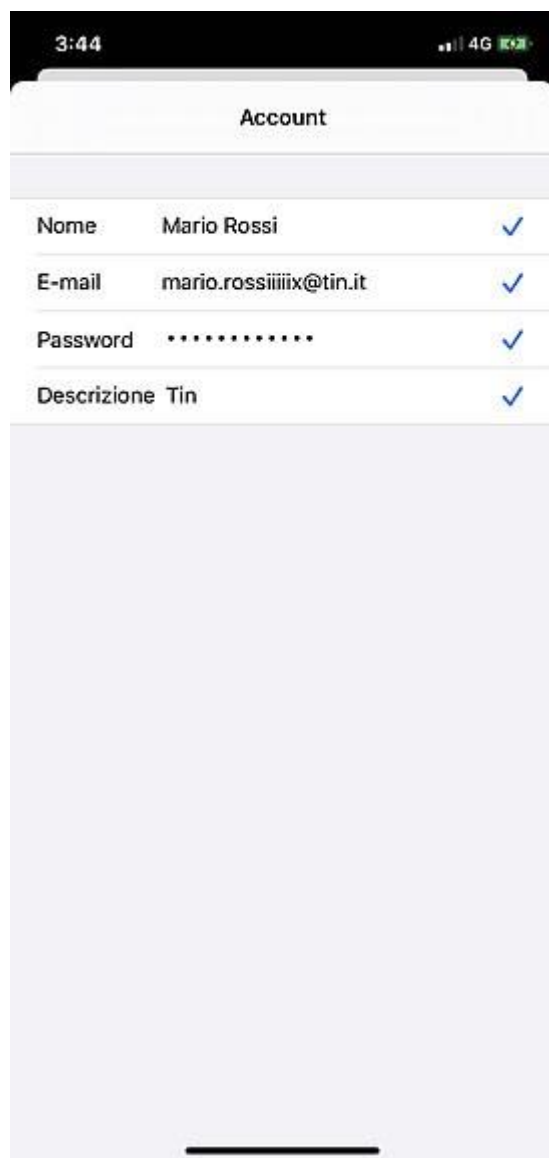 3:44 4G
Account
Nome Mario Rossi
E-mail mario.rossiiiiix@tin.it
Password ••••••••••••
Descrizione Tin